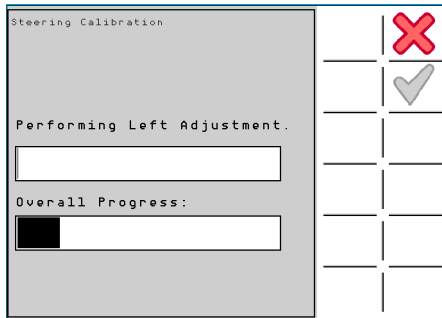 Steering Calibration
Performing Left Adjustment.
Overall Progress: